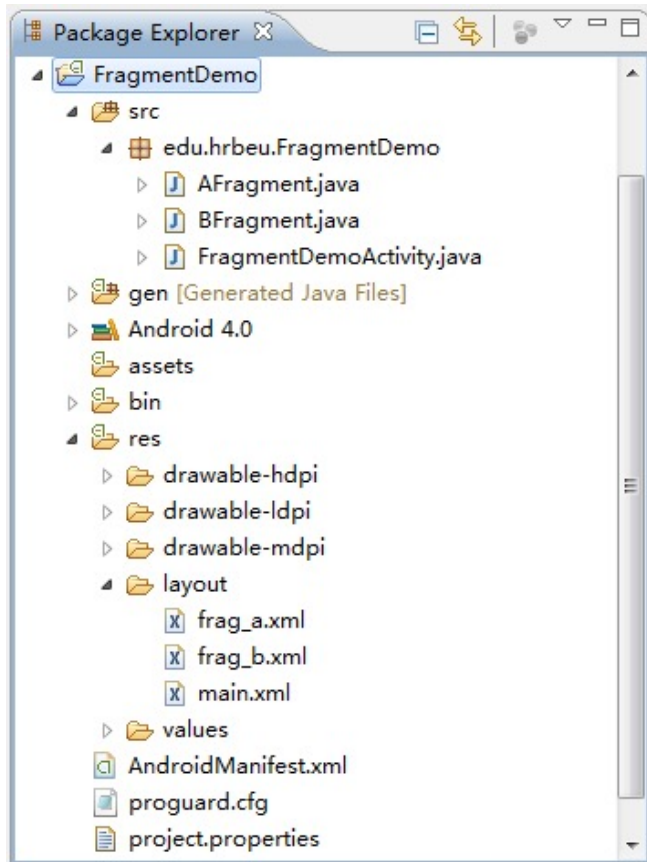 Package Explorer
FragmentDemo
src
edu.hrbeu.FragmentDemo
AFragment.java
BFragment.java
FragmentDemoActivity.java
gen [Generated Java Files]
Android 4.0
assets
bin
res
drawable-hdpi
drawable-ldpi
drawable-mdpi
layout
frag_a.xml
frag_b.xml
main.xml
values
AndroidManifest.xml
proguard.cfg
project.properties